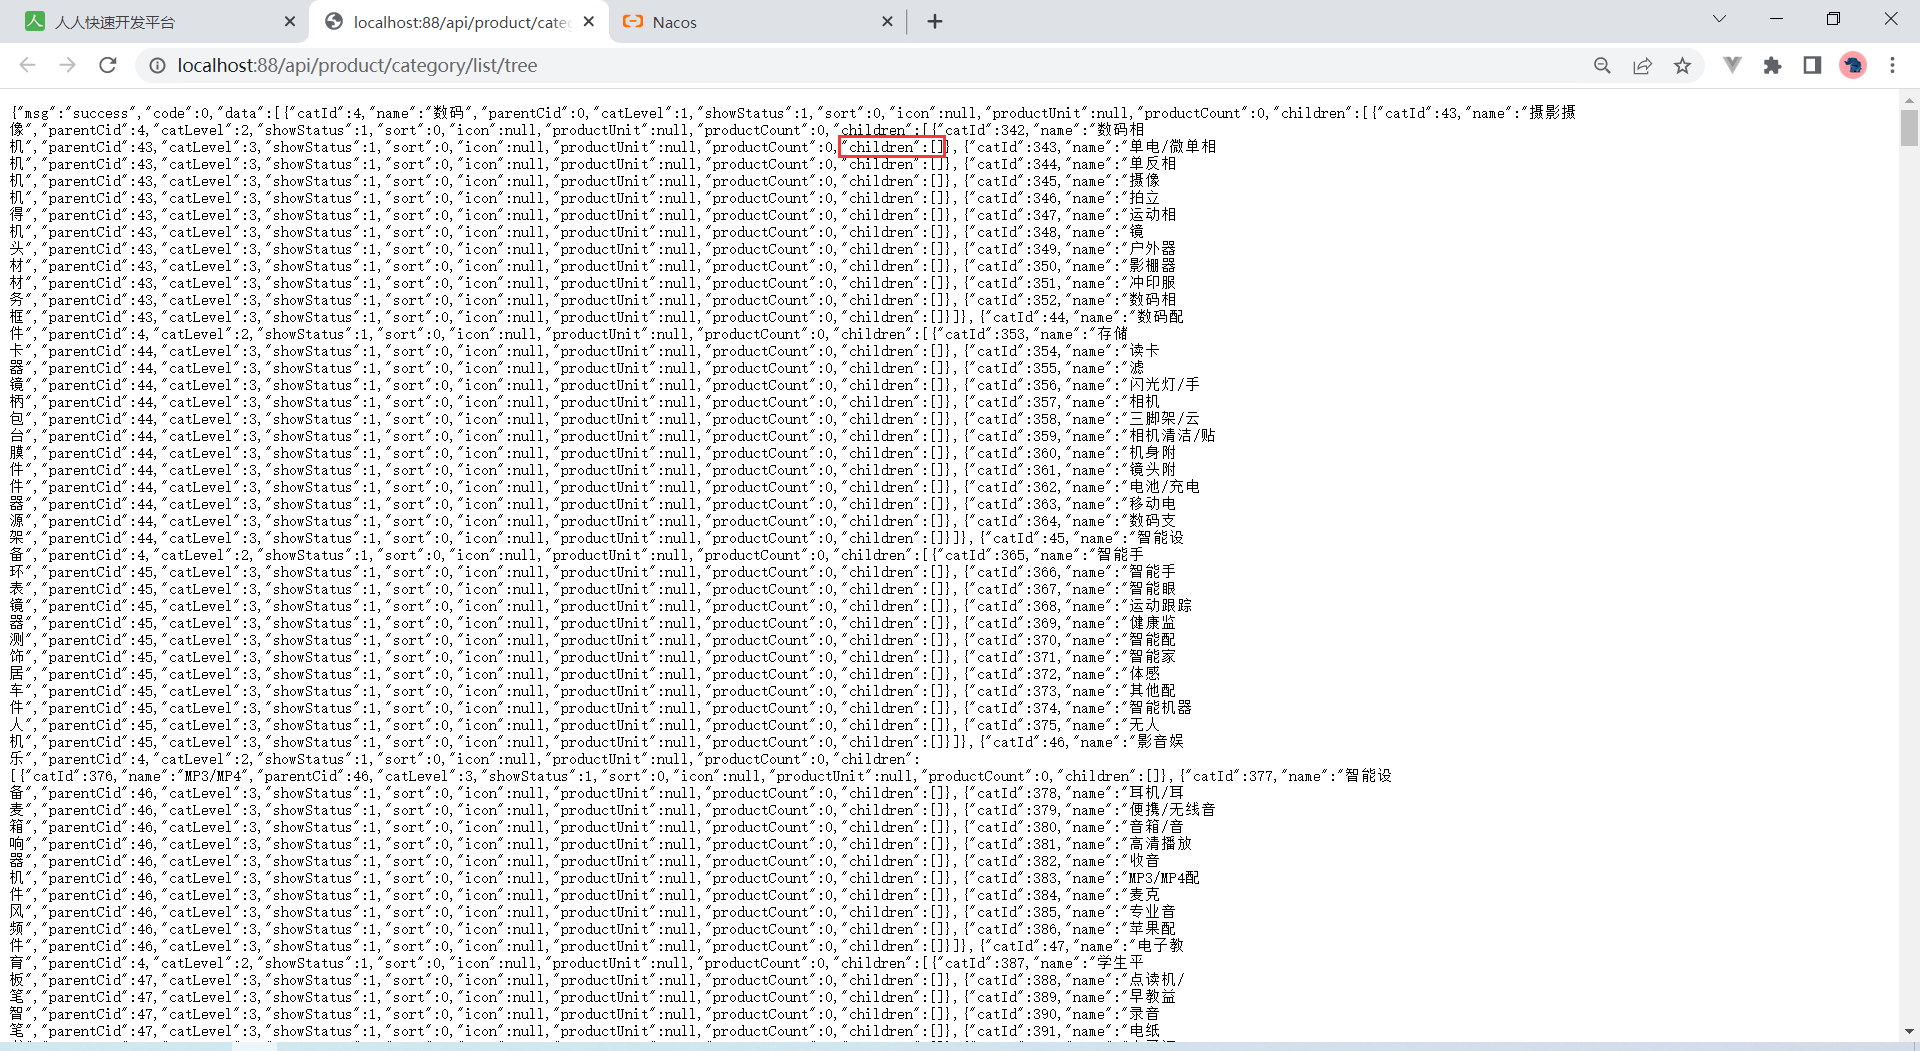 人人快速开发平台
localhost:88/api/product/cate
Nacos
localhost:88/api/product/category/list/tree
{"msg":"success","code":0,"data":[{"catId":4,"name":"数码","parentCid":0,"catLevel":1,"showStatus":1,"sort":0,"icon":null,"productUnit":null,"productCount":0,"children":[{"catId":43,"name":"摄影摄
像","parentCid":4,"catLevel":2,"showStatus":1,"sort":0,"icon":null,"productUnit":null,"productCount":0,"children":[{"catId":342,"name":"数码相
机","parentCid":43,"catLevel":3,"showStatus":1,"sort":0,"icon":null,"productUnit":null,"productCount":0,"children":[]},{"catId":343,"name":"单电/微单相
机","parentCid":43,"catLevel":3,"showStatus":1,"sort":0,"icon":null,"productUnit":null,"productCount":0,"children":[]},{"catId":344,"name":"单反相
机","parentCid":43,"catLevel":3,"showStatus":1,"sort":0,"icon":null,"productUnit":null,"productCount":0,"children":[]},{"catId":345,"name":"摄像
机","parentCid":43,"catLevel":3,"showStatus":1,"sort":0,"icon":null,"productUnit":null,"productCount":0,"children":[]},{"catId":346,"name":"拍立
得","parentCid":43,"catLevel":3,"showStatus":1,"sort":0,"icon":null,"productUnit":null,"productCount":0,"children":[]},{"catId":347,"name":"运动相
机","parentCid":43,"catLevel":3,"showStatus":1,"sort":0,"icon":null,"productUnit":null,"productCount":0,"children":[]},{"catId":348,"name":"镜
头","parentCid":43,"catLevel":3,"showStatus":1,"sort":0,"icon":null,"productUnit":null,"productCount":0,"children":[]},{"catId":349,"name":"户外器
材","parentCid":43,"catLevel":3,"showStatus":1,"sort":0,"icon":null,"productUnit":null,"productCount":0,"children":[]},{"catId":350,"name":"影棚器
材","parentCid":43,"catLevel":3,"showStatus":1,"sort":0,"icon":null,"productUnit":null,"productCount":0,"children":[]},{"catId":351,"name":"冲印服
务","parentCid":43,"catLevel":3,"showStatus":1,"sort":0,"icon":null,"productUnit":null,"productCount":0,"children":[]},{"catId":352,"name":"数码相
框","parentCid":43,"catLevel":3,"showStatus":1,"sort":0,"icon":null,"productUnit":null,"productCount":0,"children":[]}]},{"catId":44,"name":"数码配
件","parentCid":4,"catLevel":2,"showStatus":1,"sort":0,"icon":null,"productUnit":null,"productCount":0,"children":[{"catId":353,"name":"存储
卡","parentCid":44,"catLevel":3,"showStatus":1,"sort":0,"icon":null,"productUnit":null,"productCount":0,"children":[]},{"catId":354,"name":"读卡
器","parentCid":44,"catLevel":3,"showStatus":1,"sort":0,"icon":null,"productUnit":null,"productCount":0,"children":[]},{"catId":355,"name":"滤
镜","parentCid":44,"catLevel":3,"showStatus":1,"sort":0,"icon":null,"productUnit":null,"productCount":0,"children":[]},{"catId":356,"name":"闪光灯/手
柄","parentCid":44,"catLevel":3,"showStatus":1,"sort":0,"icon":null,"productUnit":null,"productCount":0,"children":[]},{"catId":357,"name":"相机
包","parentCid":44,"catLevel":3,"showStatus":1,"sort":0,"icon":null,"productUnit":null,"productCount":0,"children":[]},{"catId":358,"name":"三脚架/云
台","parentCid":44,"catLevel":3,"showStatus":1,"sort":0,"icon":null,"productUnit":null,"productCount":0,"children":[]},{"catId":359,"name":"相机清洁/贴
膜","parentCid":44,"catLevel":3,"showStatus":1,"sort":0,"icon":null,"productUnit":null,"productCount":0,"children":[]},{"catId":360,"name":"机身附
件","parentCid":44,"catLevel":3,"showStatus":1,"sort":0,"icon":null,"productUnit":null,"productCount":0,"children":[]},{"catId":361,"name":"镜头附
件","parentCid":44,"catLevel":3,"showStatus":1,"sort":0,"icon":null,"productUnit":null,"productCount":0,"children":[]},{"catId":362,"name":"电池/充电
器","parentCid":44,"catLevel":3,"showStatus":1,"sort":0,"icon":null,"productUnit":null,"productCount":0,"children":[]},{"catId":363,"name":"移动电
源","parentCid":44,"catLevel":3,"showStatus":1,"sort":0,"icon":null,"productUnit":null,"productCount":0,"children":[]},{"catId":364,"name":"数码支
架","parentCid":44,"catLevel":3,"showStatus":1,"sort":0,"icon":null,"productUnit":null,"productCount":0,"children":[]}]},{"catId":45,"name":"智能设
备","parentCid":4,"catLevel":2,"showStatus":1,"sort":0,"icon":null,"productUnit":null,"productCount":0,"children":[{"catId":365,"name":"智能手
环","parentCid":45,"catLevel":3,"showStatus":1,"sort":0,"icon":null,"productUnit":null,"productCount":0,"children":[]},{"catId":366,"name":"智能手
表","parentCid":45,"catLevel":3,"showStatus":1,"sort":0,"icon":null,"productUnit":null,"productCount":0,"children":[]},{"catId":367,"name":"智能眼
镜","parentCid":45,"catLevel":3,"showStatus":1,"sort":0,"icon":null,"productUnit":null,"productCount":0,"children":[]},{"catId":368,"name":"运动跟踪
器","parentCid":45,"catLevel":3,"showStatus":1,"sort":0,"icon":null,"productUnit":null,"productCount":0,"children":[]},{"catId":369,"name":"健康监
测","parentCid":45,"catLevel":3,"showStatus":1,"sort":0,"icon":null,"productUnit":null,"productCount":0,"children":[]},{"catId":370,"name":"智能配
饰","parentCid":45,"catLevel":3,"showStatus":1,"sort":0,"icon":null,"productUnit":null,"productCount":0,"children":[]},{"catId":371,"name":"智能家
居","parentCid":45,"catLevel":3,"showStatus":1,"sort":0,"icon":null,"productUnit":null,"productCount":0,"children":[]},{"catId":372,"name":"体感
车","parentCid":45,"catLevel":3,"showStatus":1,"sort":0,"icon":null,"productUnit":null,"productCount":0,"children":[]},{"catId":373,"name":"其他配
件","parentCid":45,"catLevel":3,"showStatus":1,"sort":0,"icon":null,"productUnit":null,"productCount":0,"children":[]},{"catId":374,"name":"智能机器
人","parentCid":45,"catLevel":3,"showStatus":1,"sort":0,"icon":null,"productUnit":null,"productCount":0,"children":[]},{"catId":375,"name":"无人
机","parentCid":45,"catLevel":3,"showStatus":1,"sort":0,"icon":null,"productUnit":null,"productCount":0,"children":[]}]},{"catId":46,"name":"影音娱
乐","parentCid":4,"catLevel":2,"showStatus":1,"sort":0,"icon":null,"productUnit":null,"productCount":0,"children":
[{"catId":376,"name":"MP3/MP4","parentCid":46,"catLevel":3,"showStatus":1,"sort":0,"icon":null,"productUnit":null,"productCount":0,"children":[]},{"catId":377,"name":"智能设
备","parentCid":46,"catLevel":3,"showStatus":1,"sort":0,"icon":null,"productUnit":null,"productCount":0,"children":[]},{"catId":378,"name":"耳机/耳
麦","parentCid":46,"catLevel":3,"showStatus":1,"sort":0,"icon":null,"productUnit":null,"productCount":0,"children":[]},{"catId":379,"name":"便携/无线音
箱","parentCid":46,"catLevel":3,"showStatus":1,"sort":0,"icon":null,"productUnit":null,"productCount":0,"children":[]},{"catId":380,"name":"音箱/音
响","parentCid":46,"catLevel":3,"showStatus":1,"sort":0,"icon":null,"productUnit":null,"productCount":0,"children":[]},{"catId":381,"name":"高清播放
器","parentCid":46,"catLevel":3,"showStatus":1,"sort":0,"icon":null,"productUnit":null,"productCount":0,"children":[]},{"catId":382,"name":"收音
机","parentCid":46,"catLevel":3,"showStatus":1,"sort":0,"icon":null,"productUnit":null,"productCount":0,"children":[]},{"catId":383,"name":"MP3/MP4配
件","parentCid":46,"catLevel":3,"showStatus":1,"sort":0,"icon":null,"productUnit":null,"productCount":0,"children":[]},{"catId":384,"name":"麦克
风","parentCid":46,"catLevel":3,"showStatus":1,"sort":0,"icon":null,"productUnit":null,"productCount":0,"children":[]},{"catId":385,"name":"专业音
频","parentCid":46,"catLevel":3,"showStatus":1,"sort":0,"icon":null,"productUnit":null,"productCount":0,"children":[]},{"catId":386,"name":"苹果配
件","parentCid":46,"catLevel":3,"showStatus":1,"sort":0,"icon":null,"productUnit":null,"productCount":0,"children":[]}]},{"catId":47,"name":"电子教
育","parentCid":4,"catLevel":2,"showStatus":1,"sort":0,"icon":null,"productUnit":null,"productCount":0,"children":[{"catId":387,"name":"学生平
板","parentCid":47,"catLevel":3,"showStatus":1,"sort":0,"icon":null,"productUnit":null,"productCount":0,"children":[]},{"catId":388,"name":"点读机/
笔","parentCid":47,"catLevel":3,"showStatus":1,"sort":0,"icon":null,"productUnit":null,"productCount":0,"children":[]},{"catId":389,"name":"早教益
智","parentCid":47,"catLevel":3,"showStatus":1,"sort":0,"icon":null,"productUnit":null,"productCount":0,"children":[]},{"catId":390,"name":"录音
笔","parentCid":47,"catLevel":3,"showStatus":1,"sort":0,"icon":null,"productUnit":null,"productCount":0,"children":[]},{"catId":391,"name":"电纸